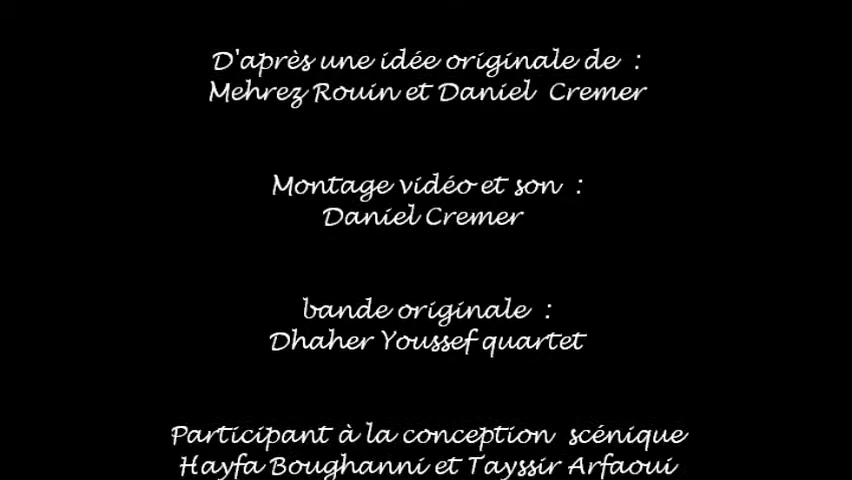 D'après une idée originale de :
Mehrez Rouin et Daniel Cremer
Montage vidéo et son :
Daniel Cremer
bande originale :
Dhaher Youssef quartet
Participant à la conception scénique
Hayfa Boughanni et Tayssir Arfaoui